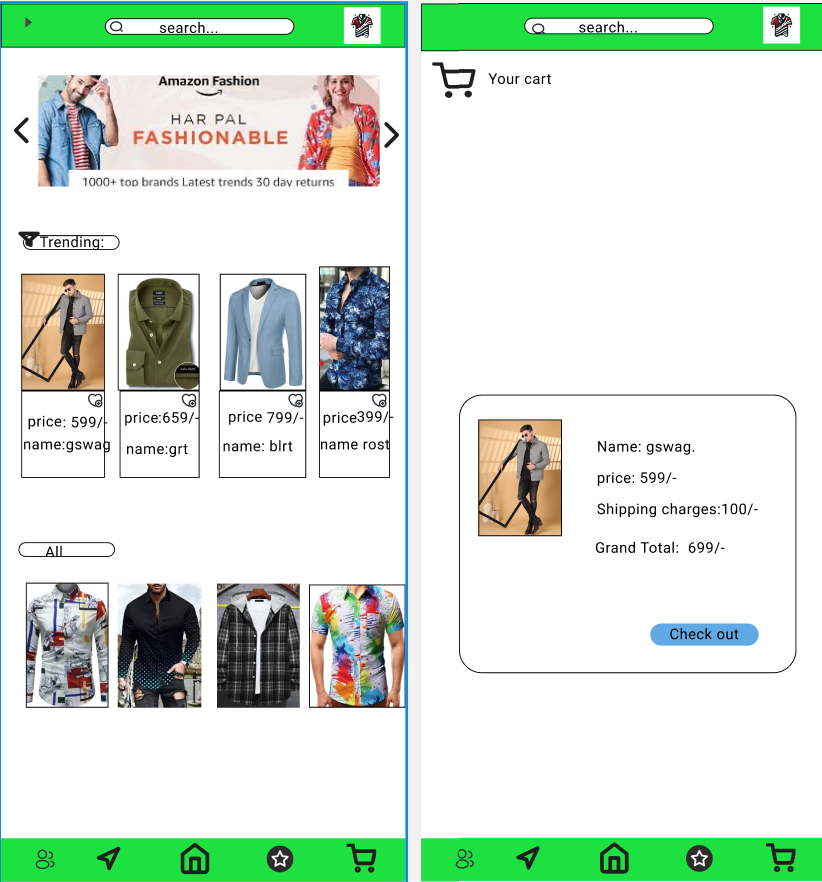 search...
Amazon Fashion
HAR PAL
FASHIONABLE
1000+ top brands Latest trends 30 day returns
Trending:
price: 599/-
name:gswag
price:659/-
name:grt
price 799/-
name: blrt
price399/-
name rost
All
search...
Your cart
Name: gswag.
price: 599/-
Shipping charges:100/-
Grand Total: 699/-
Check out